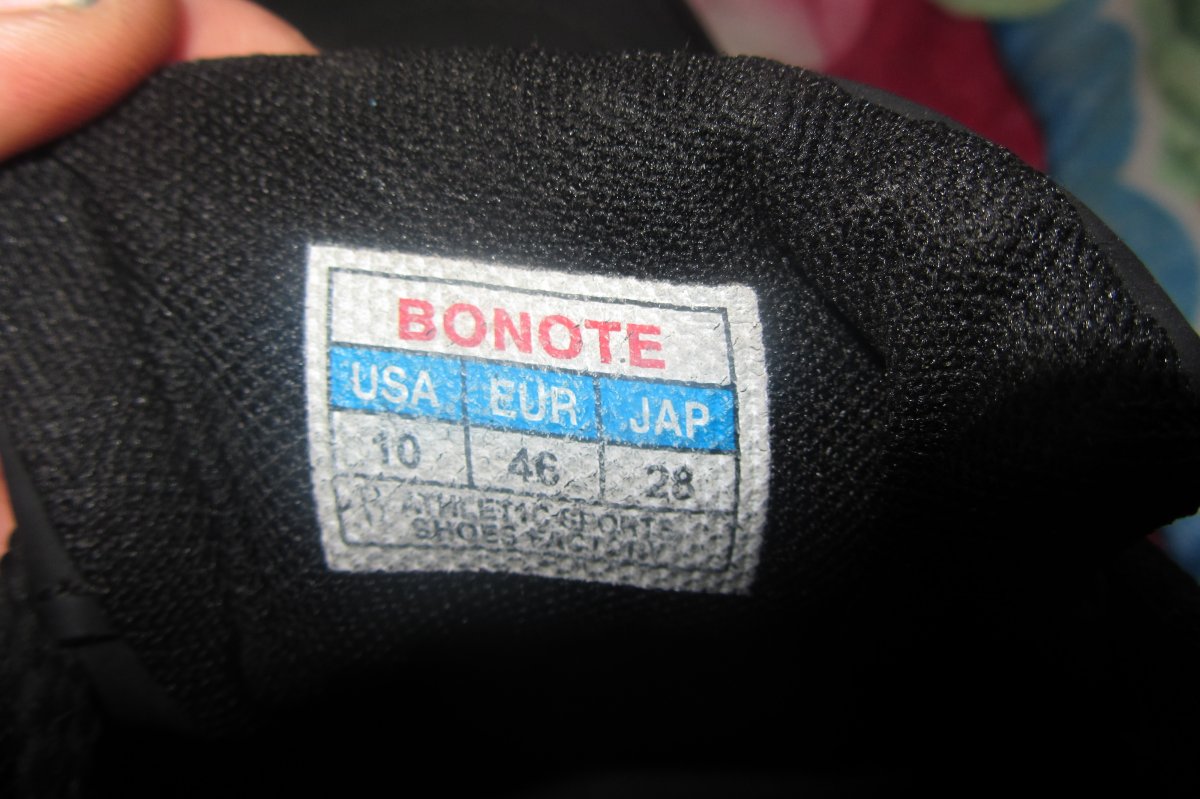 BONOTE
USA EUR JAP
10 46 28
ATHLETIC SPORTS
SHOES FACTORY